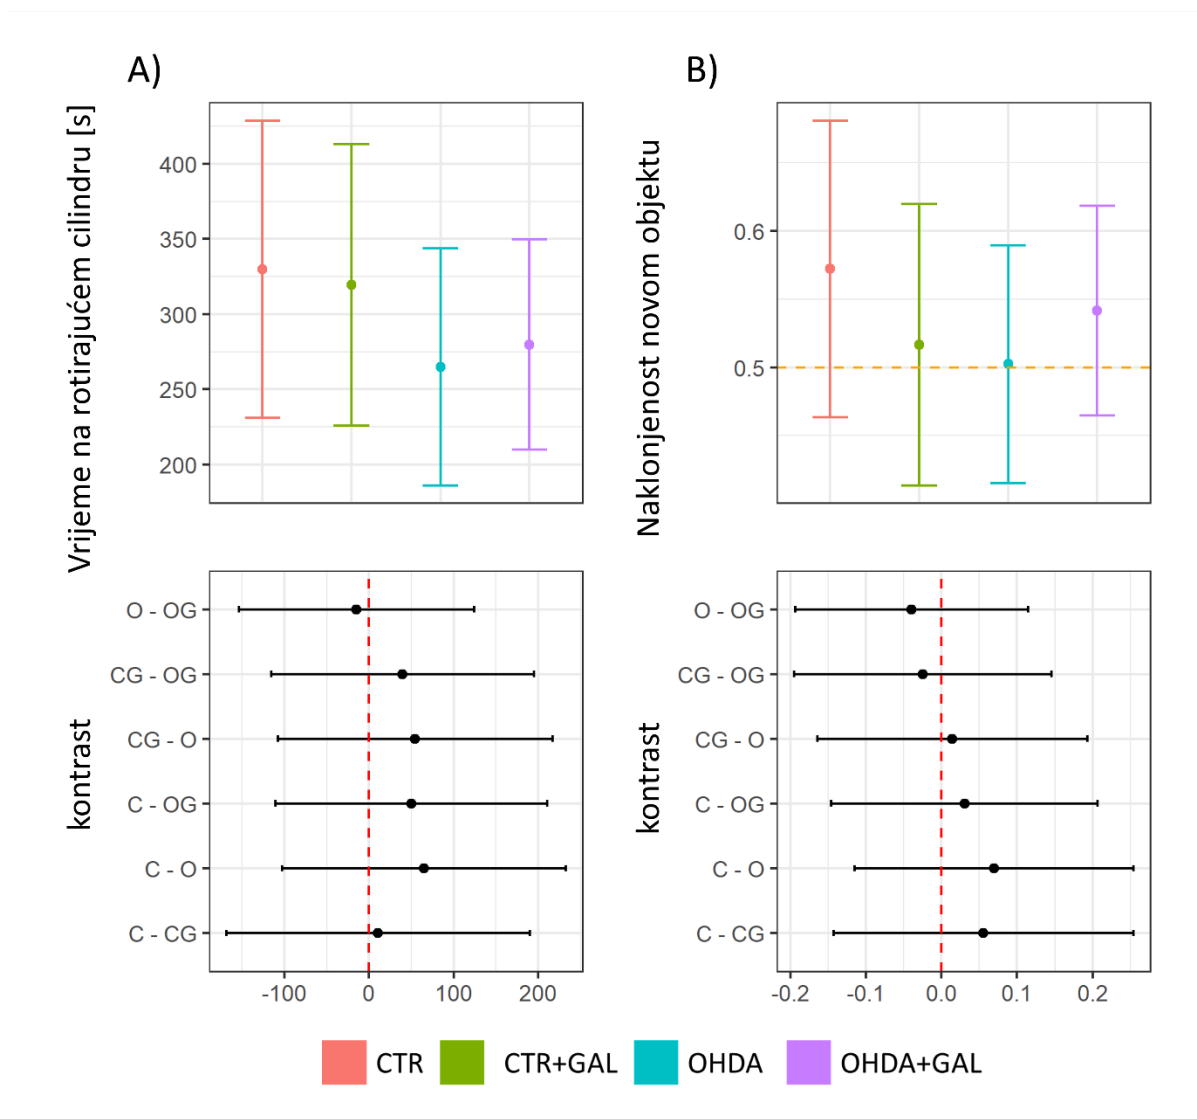 A)
Vrijeme na rotirajućem cilindru [s]
400
350
300
250
200
kontrast
O - OG
CG - OG
CG - O
C - OG
C - O
C - CG
-100 0 100 200
B)
Naklonjenost novom objektu
0.6
0.5
kontrast
O - OG
CG - OG
CG - O
C - OG
C - O
C - CG
-0.2 -0.1 0.0 0.1 0.2
CTR CTR+GAL OHDA OHDA+GAL